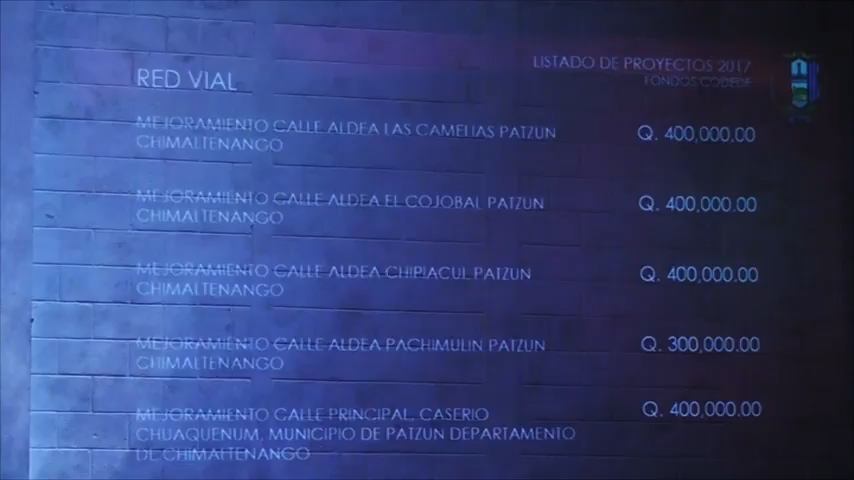 LISTADO DE PROYECTOS 2017
FONDOS CODEDE
RED VIAL
MEJORAMIENTO CALLE ALDEA LAS CAMELIAS PATZUN
CHIMALTENANGO
Q. 400,000.00
MEJORAMIENTO CALLE ALDEA EL COJOBAL PATZUN
CHIMALTENANGO
Q. 400,000.00
MEJORAMIENTO CALLE ALDEA CHIPIACUL PATZUN
CHIMALTENANGO
Q. 400,000.00
MEJORAMIENTO CALLE ALDEA PACHIMULIN PATZUN
CHIMALTENANGO
Q. 300,000.00
MEJORAMIENTO CALLE PRINCIPAL, CASERIO
CHUAQUENUM, MUNICIPIO DE PATZUN DEPARTAMENTO
DE CHIMALTENANGO
Q. 400,000.00